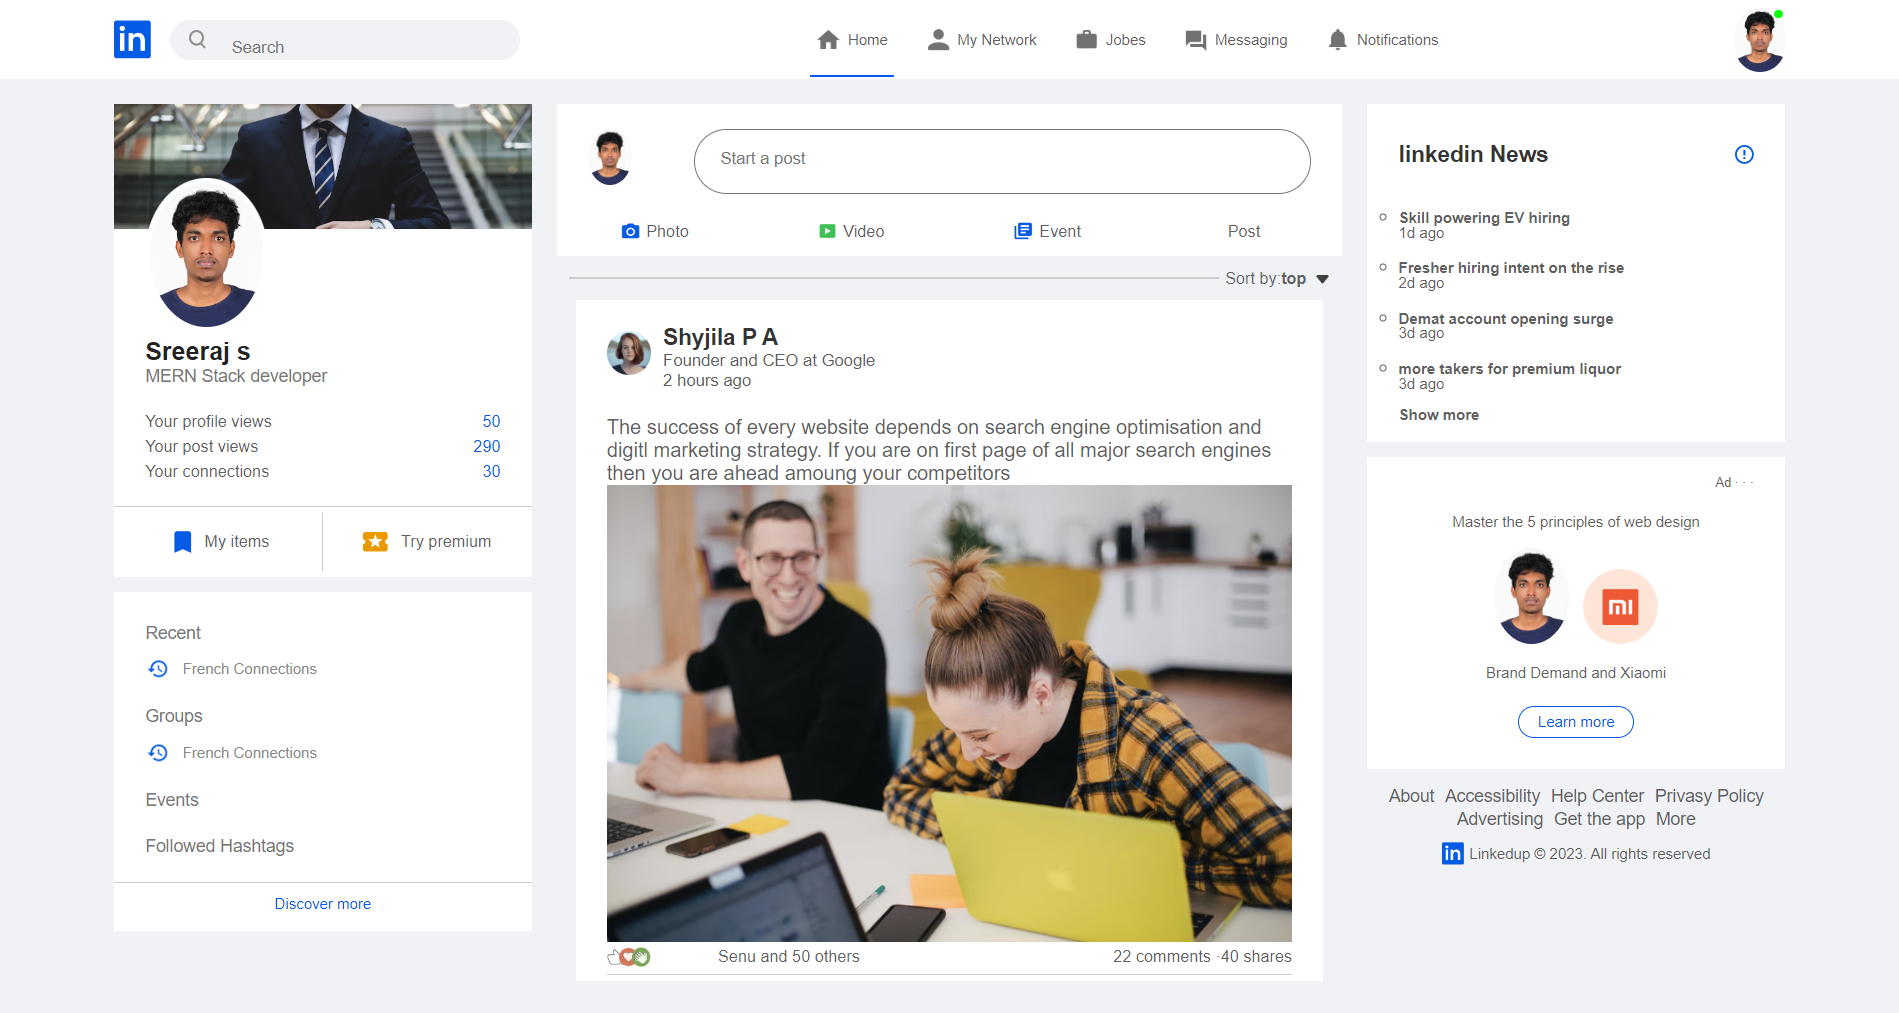 in
Search
Home
My Network
Jobes
Messaging
Notifications
Sreeraj s
MERN Stack developer
Your profile views 50
Your post views 290
Your connections 30
My items
Try premium
Recent
French Connections
Groups
French Connections
Events
Followed Hashtags
Discover more
Start a post
Photo
Video
Event
Post
Sort by:top
Shyjila P A
Founder and CEO at Google
2 hours ago
The success of every website depends on search engine optimisation and
digitl marketing strategy. If you are on first page of all major search engines
then you are ahead amoung your competitors
Senu and 50 others
22 comments ·40 shares
linkedin News
Skill powering EV hiring
1d ago
Fresher hiring intent on the rise
2d ago
Demat account opening surge
3d ago
more takers for premium liquor
3d ago
Show more
Ad · · ·
Master the 5 principles of web design
mi
Brand Demand and Xiaomi
Learn more
About Accessibility Help Center Privasy Policy
Advertising Get the app More
in Linkedup © 2023. All rights reserved